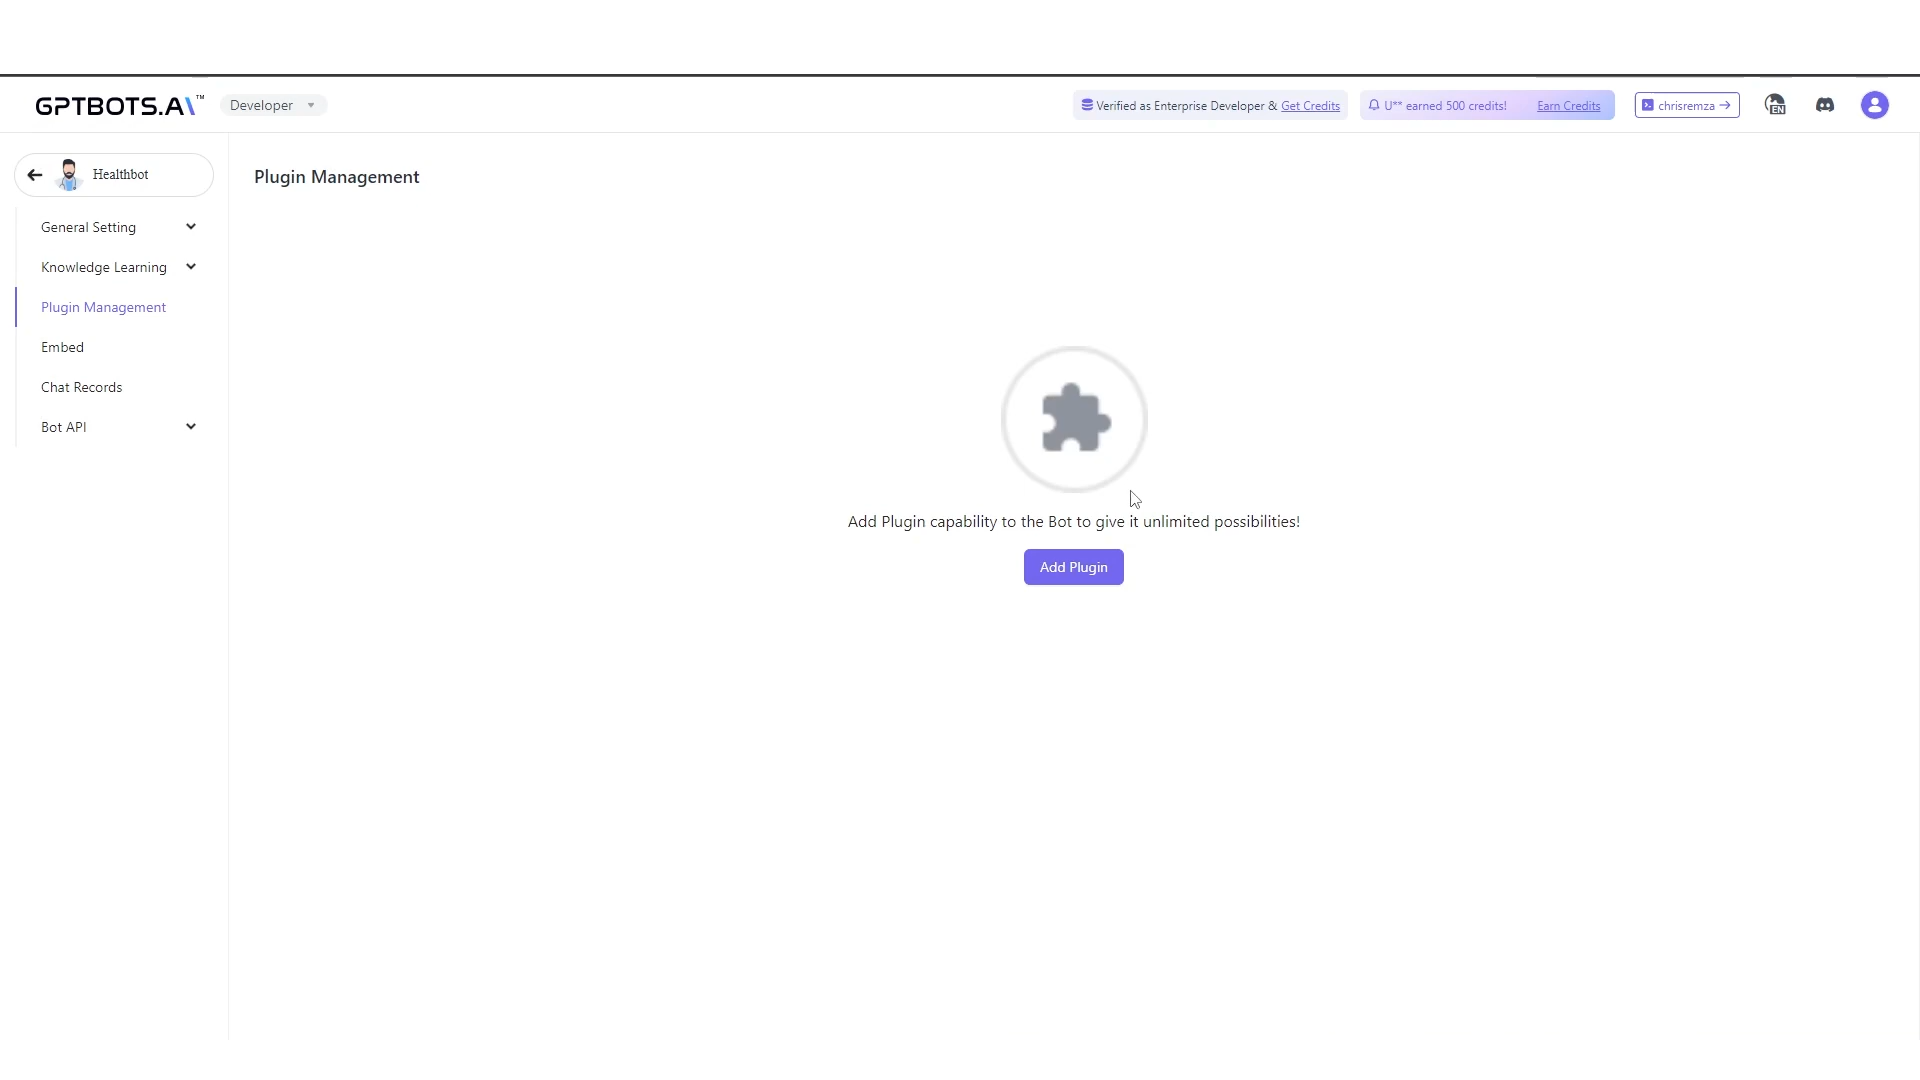 GPTBOTS.AI™
Developer
Verified as Enterprise Developer & Get Credits
U** earned 500 credits!
Earn Credits
chrisremza
EN
Healthbot
Plugin Management
General Setting
Knowledge Learning
Plugin Management
Embed
Chat Records
Bot API
Add Plugin capability to the Bot to give it unlimited possibilities!
Add Plugin